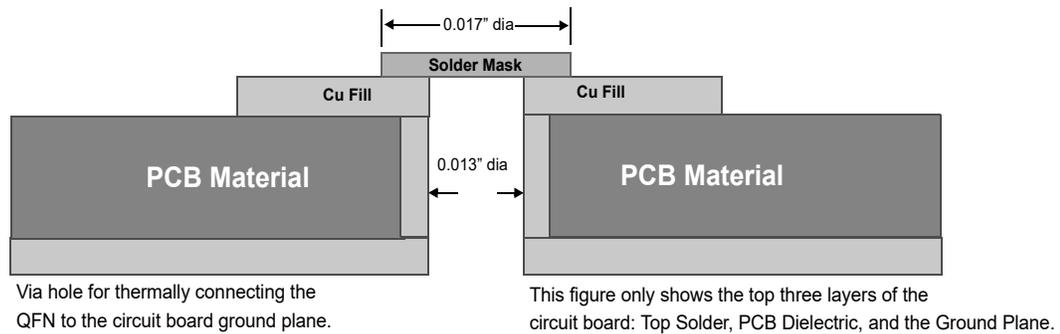 0.017” dia
Solder Mask
Cu Fill
Cu Fill
PCB Material
0.013” dia
PCB Material
Via hole for thermally connecting the
QFN to the circuit board ground plane.
This figure only shows the top three layers of the
circuit board: Top Solder, PCB Dielectric, and the Ground Plane.